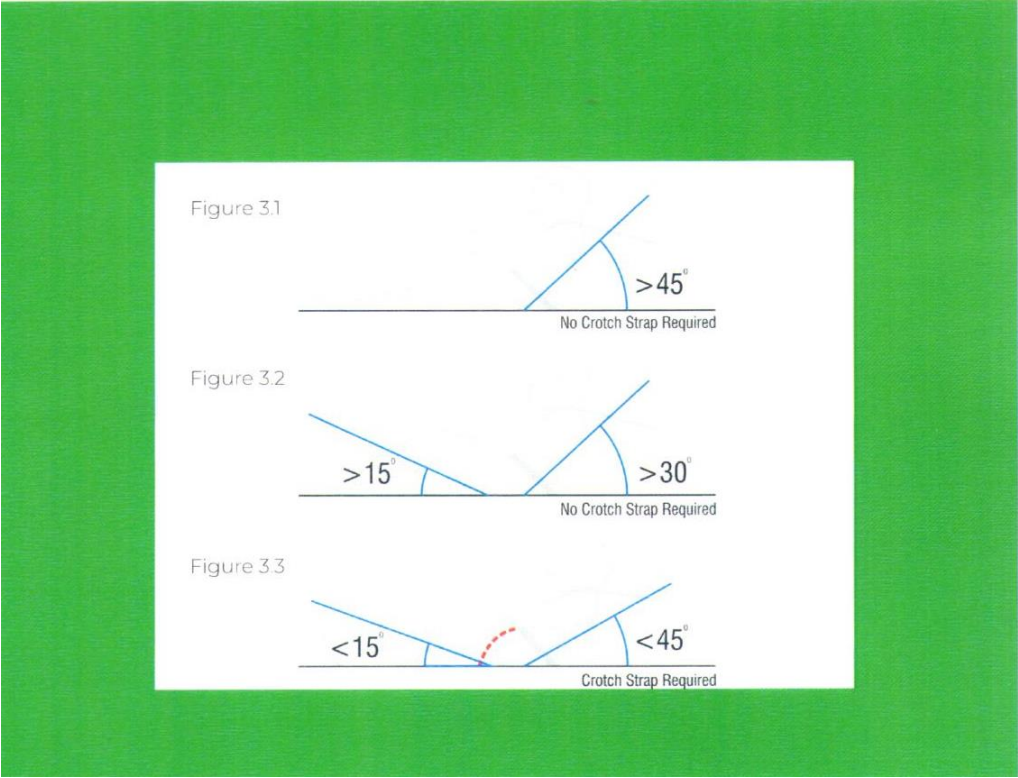 Figure 3.1
>45°
No Crotch Strap Required
Figure 3.2
>15°
>30°
No Crotch Strap Required
Figure 3.3
<15°
<45°
Crotch Strap Required